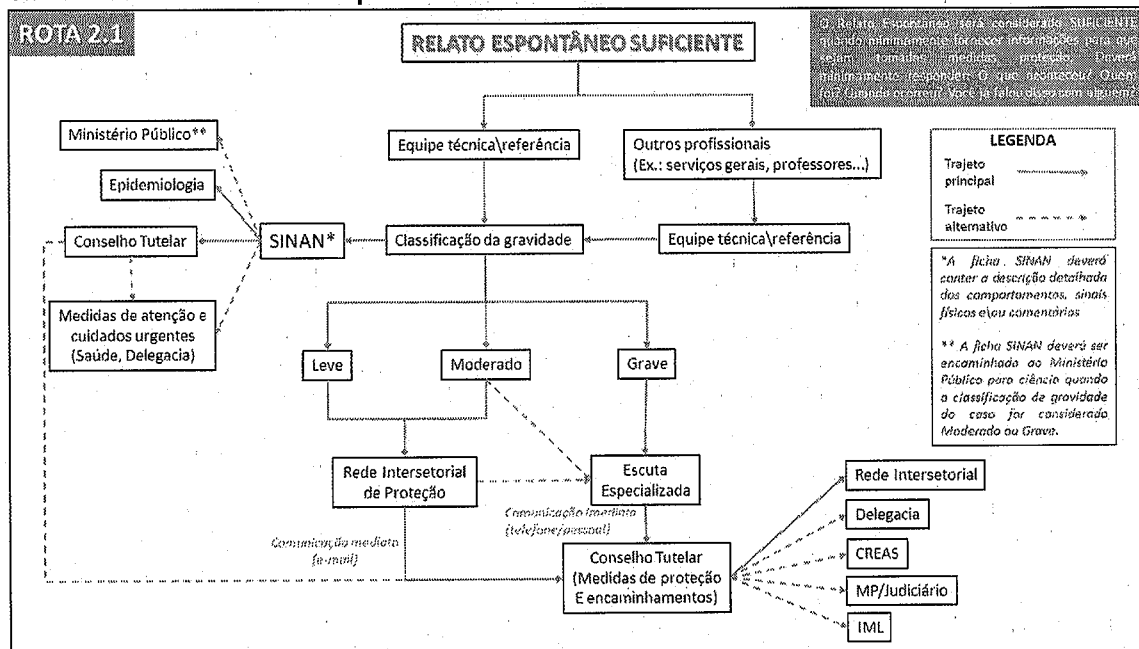 ROTA 2.1
RELATO ESPONTÂNEO SUFICIENTE
O Relato Espontâneo será considerado SUFICIENTE
quando minimamente fornecer informações para que
sejam tomadas medidas proteção. Deverá
minimamente responder: O que aconteceu? Quem
foi? Quando ocorreu? Você já falou disso com alguém?
Ministério Público**
Epidemiologia
Conselho Tutelar
SINAN*
Medidas de atenção e
cuidados urgentes
(Saúde, Delegacia)
Equipe técnica\referência
Outros profissionais
(Ex.: serviços gerais, professores...)
Classificação da gravidade
Equipe técnica\referência
LEGENDA
Trajeto
principal
Trajeto
alternativo
*A ficha SINAN deverá
conter a descrição detalhada
dos comportamentos, sinais
físicos e\ou comentários
** A ficha SINAN deverá ser
encaminhada ao Ministério
Público para ciência quando
a classificação de gravidade
do caso for considerado
Moderado ou Grave.
Leve
Moderado
Grave
Rede Intersetorial
de Proteção
Escuta
Especializada
Comunicação mediata
(e-mail)
Comunicação imediata
(telefone/pessoal)
Conselho Tutelar
(Medidas de proteção
E encaminhamentos)
Rede Intersetorial
Delegacia
CREAS
MP/Judiciário
IML